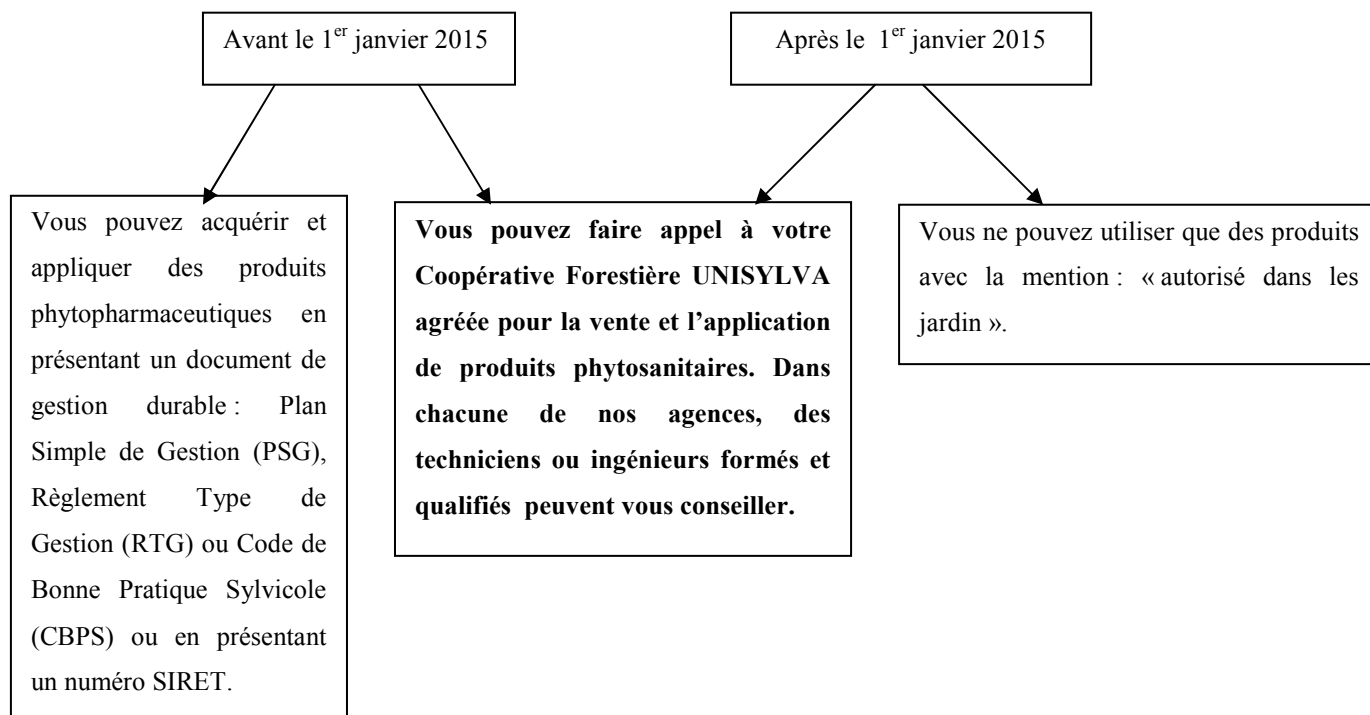 Avant le 1er janvier 2015
Après le 1er janvier 2015
Vous pouvez acquérir et
appliquer des produits
phytopharmaceutiques en
présentant un document de
gestion durable : Plan
Simple de Gestion (PSG),
Règlement Type de
Gestion (RTG) ou Code de
Bonne Pratique Sylvicole
(CBPS) ou en présentant
un numéro SIRET.
Vous pouvez faire appel à votre
Coopérative Forestière UNISYLVA
agréée pour la vente et l’application
de produits phytosanitaires. Dans
chacune de nos agences, des
techniciens ou ingénieurs formés et
qualifiés peuvent vous conseiller.
Vous ne pouvez utiliser que des produits
avec la mention : « autorisé dans les
jardin ».